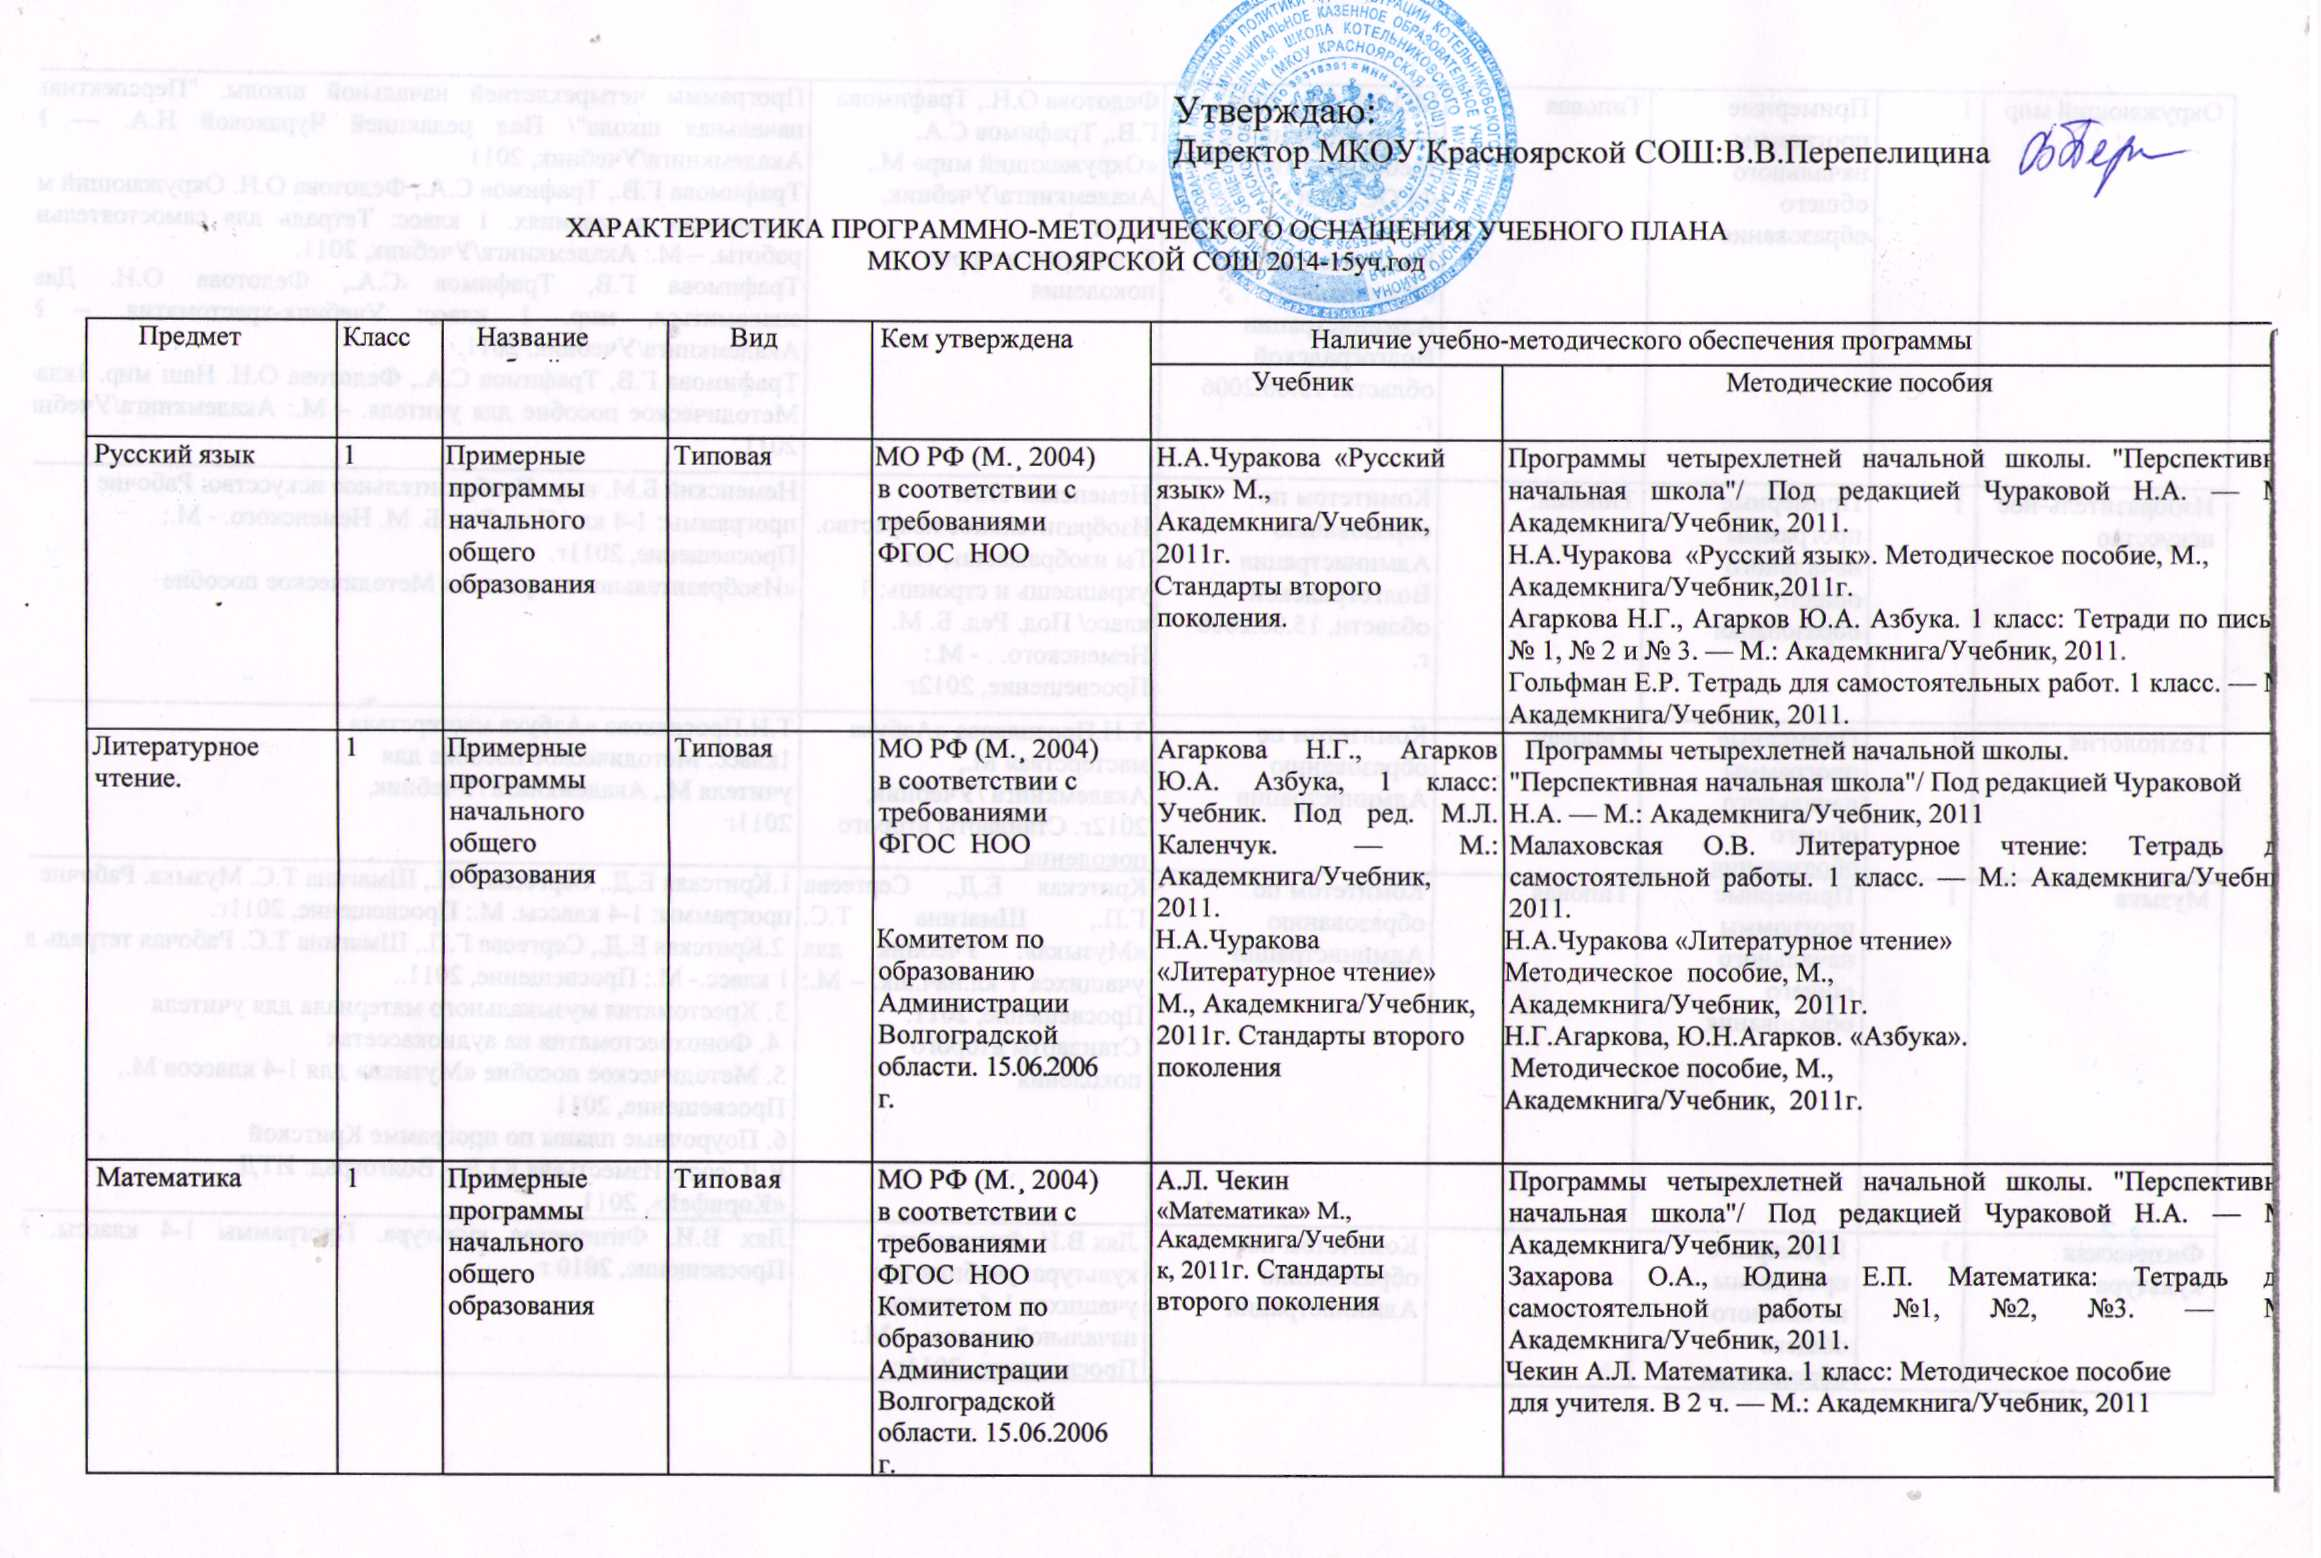 Утверждаю:
Директор МКОУ Красноярской СОШ:В.В.Перепелицина
ХАРАКТЕРИСТИКА ПРОГРАММНО-МЕТОДИЧЕСКОГО ОСНАЩЕНИЯ УЧЕБНОГО ПЛАНА
МКОУ КРАСНОЯРСКОЙ СОШ 2014-15уч.год
Предмет
Класс
Название
Вид
Кем утверждена
Наличие учебно-методического обеспечения программы
Учебник
Методические пособия
Русский язык
1
Примерные
программы
начального
общего
образования
Типовая
МО РФ (М. , 2004)
в соответствии с
требованиями
ФГОС НОО
Н.А.Чуракова «Русский
язык» М.,
Академкнига/Учебник,
2011г.
Стандарты второго
поколения.
Программы четырехлетней начальной школы. "Перспективн
начальная школа"/ Под редакцией Чураковой Н.А. — М
Академкнига/Учебник, 2011.
Н.А.Чуракова «Русский язык». Методическое пособие, М.,
Академкнига/Учебник,2011г.
Агаркова Н.Г., Агарков Ю.А. Азбука. 1 класс: Тетради по пись
№ 1, № 2 и № 3. — М.: Академкнига/Учебник, 2011.
Гольфман Е.Р. Тетрадь для самостоятельных работ. 1 класс. — М
Академкнига/Учебник, 2011.
Литературное
чтение.
1
Примерные
программы
начального
общего
образования
Типовая
МО РФ (М. , 2004)
в соответствии с
требованиями
ФГОС НОО
Комитетом по
образованию
Администрации
Волгоградской
области. 15.06.2006
г.
Агаркова Н.Г., Агарков
Ю.А. Азбука, 1 класс:
Учебник. Под ред. М.Л.
Каленчук. — М.:
Академкнига/Учебник,
2011.
Н.А.Чуракова
«Литературное чтение»
М., Академкнига/Учебник,
2011г. Стандарты второго
поколения
Программы четырехлетней начальной школы.
"Перспективная начальная школа"/ Под редакцией Чураковой
Н.А. — М.: Академкнига/Учебник, 2011
Малаховская О.В. Литературное чтение: Тетрадь д
самостоятельной работы. 1 класс. — М.: Академкнига/Учебн
2011.
Н.А.Чуракова «Литературное чтение»
Методическое пособие, М.,
Академкнига/Учебник, 2011г.
Н.Г.Агаркова, Ю.Н.Агарков. «Азбука».
Методическое пособие, М.,
Академкнига/Учебник, 2011г.
Математика
1
Примерные
программы
начального
общего
образования
Типовая
МО РФ (М. , 2004)
в соответствии с
требованиями
ФГОС НОО
Комитетом по
образованию
Администрации
Волгоградской
области. 15.06.2006
г.
А.Л. Чекин
«Математика» М.,
Академкнига/Учебни
к, 2011г. Стандарты
второго поколения
Программы четырехлетней начальной школы. "Перспективн
начальная школа"/ Под редакцией Чураковой Н.А. — М
Академкнига/Учебник, 2011
Захарова О.А., Юдина Е.П. Математика: Тетрадь д
самостоятельной работы №1, №2, №3. — М
Академкнига/Учебник, 2011.
Чекин А.Л. Математика. 1 класс: Методическое пособие
для учителя. В 2 ч. — М.: Академкнига/Учебник, 2011